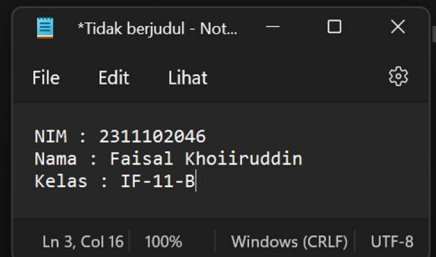 *Tidak berjudul - Not...
File Edit Lihat
NIM : 2311102046
Nama : Faisal Khoiiruddin
Kelas : IF-11-B
Ln 3, Col 16 100% Windows (CRLF) UTF-8